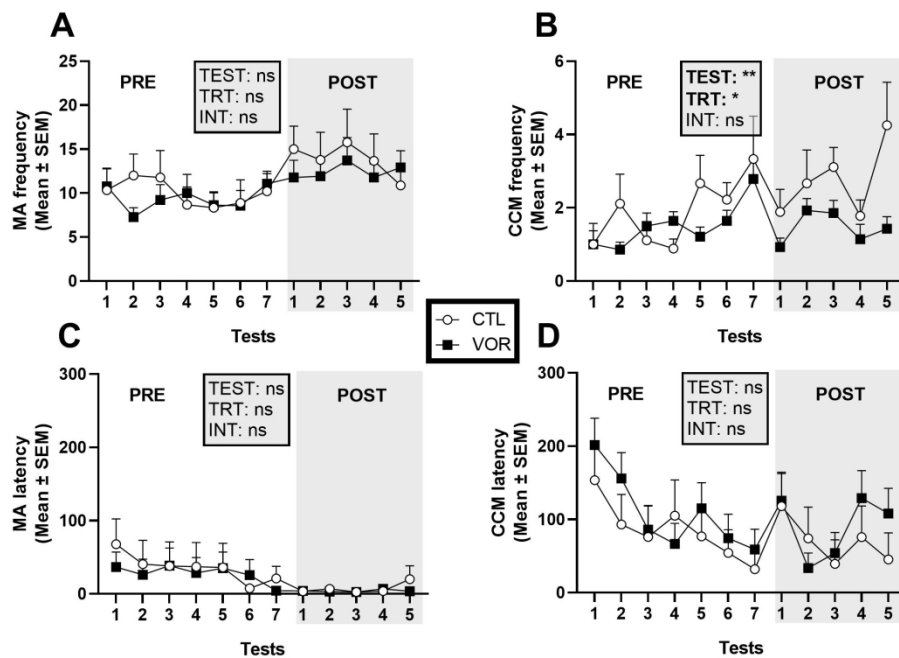 A
MA frequency
(Mean ± SEM)
25
20
15
10
5
0
PRE
TEST: ns
TRT: ns
INT: ns
POST
1 2 3 4 5 6 7 1 2 3 4 5
Tests
B
CCM frequency
(Mean ± SEM)
6
4
2
0
PRE
TEST: **
TRT: *
INT: ns
POST
1 2 3 4 5 6 7 1 2 3 4 5
Tests
CTL
VOR
C
MA latency
(Mean ± SEM)
300
200
100
0
PRE
TEST: ns
TRT: ns
INT: ns
POST
1 2 3 4 5 6 7 1 2 3 4 5
Tests
D
CCM latency
(Mean ± SEM)
300
200
100
0
PRE
TEST: ns
TRT: ns
INT: ns
POST
1 2 3 4 5 6 7 1 2 3 4 5
Tests